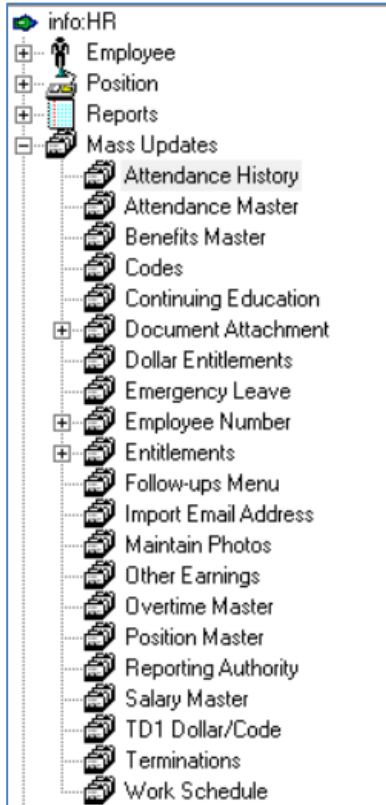 info:HR
Employee
Position
Reports
Mass Updates
Attendance History
Attendance Master
Benefits Master
Codes
Continuing Education
Document Attachment
Dollar Entitlements
Emergency Leave
Employee Number
Entitlements
Follow-ups Menu
Import Email Address
Maintain Photos
Other Earnings
Overtime Master
Position Master
Reporting Authority
Salary Master
TD1 Dollar/Code
Terminations
Work Schedule